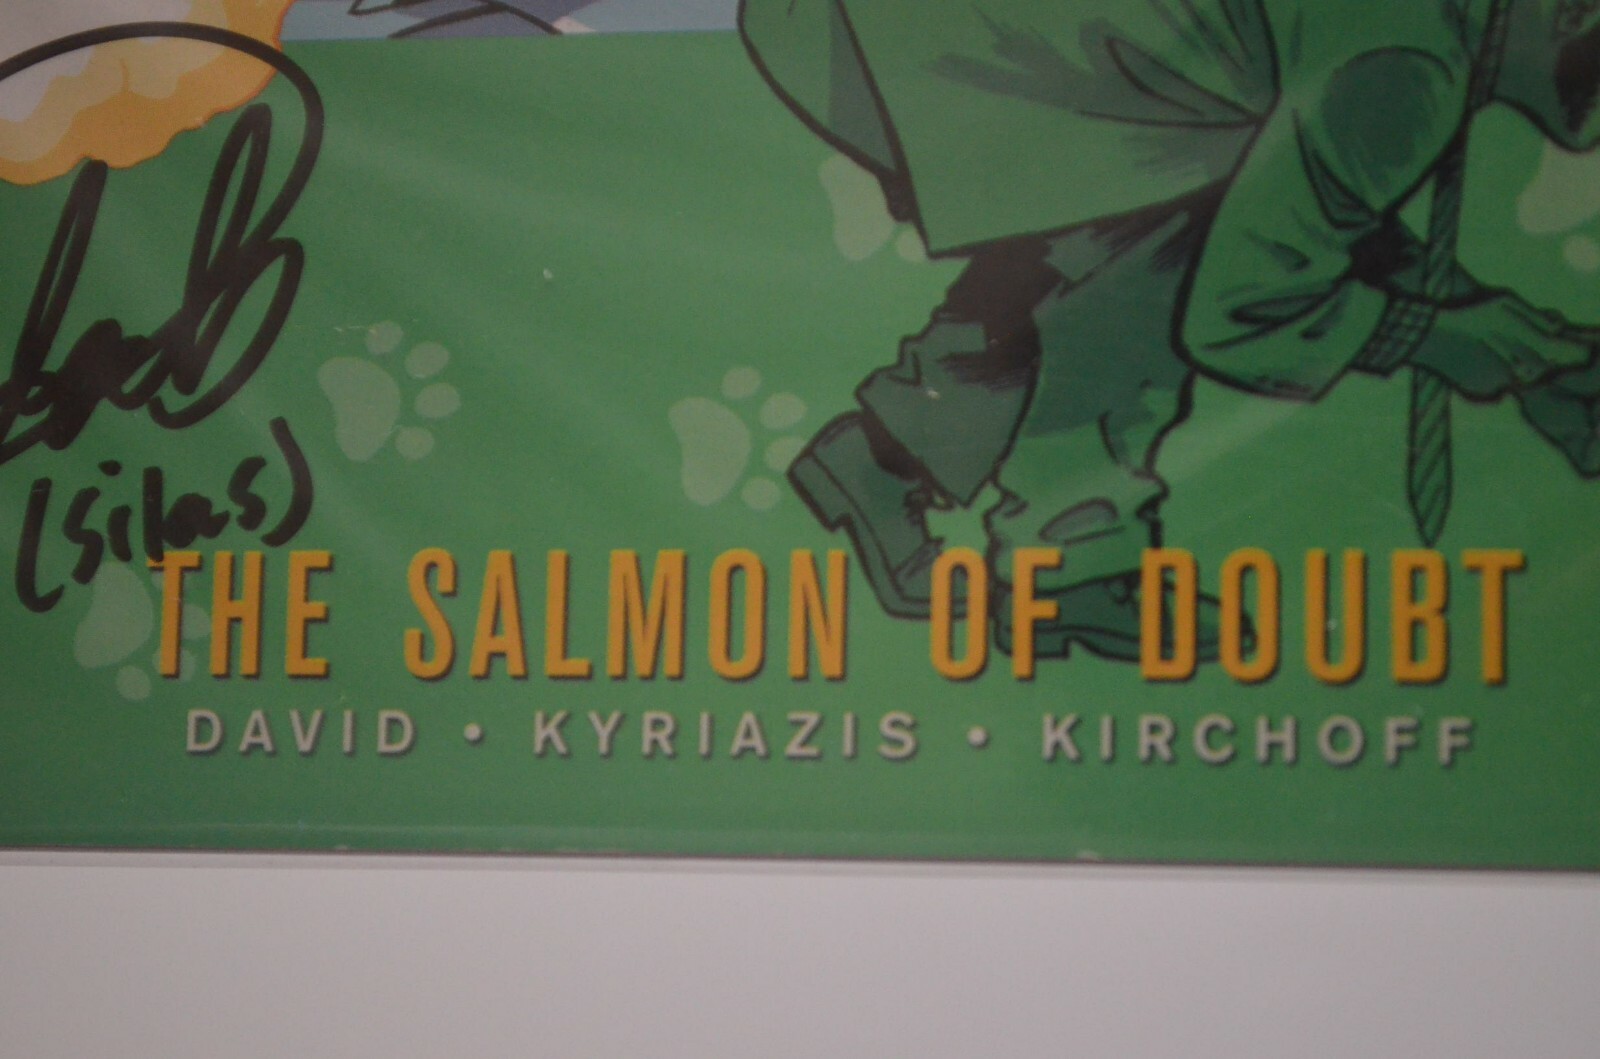 (silas)
THE SALMON OF DOUBT
DAVID • KYRIAZIS • KIRCHOFF